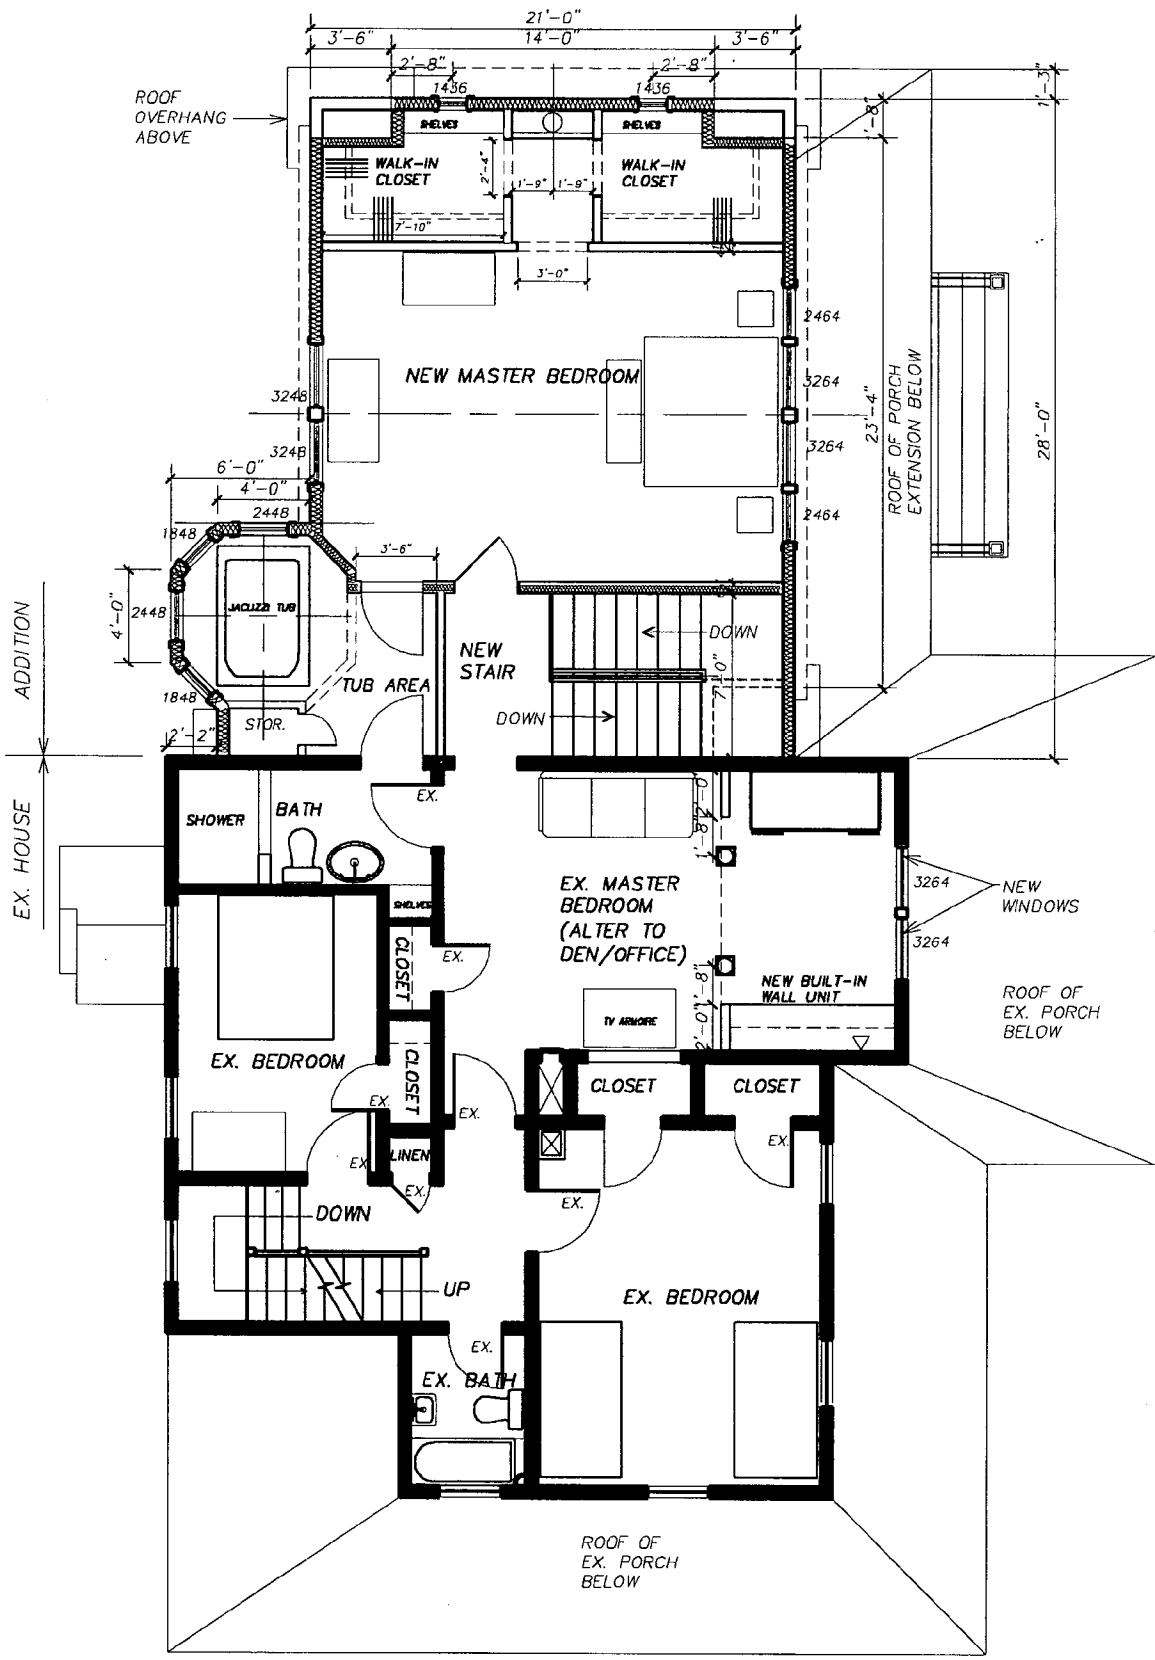 21'-0"
3'-6"
14'-0"
3'-6"
2'-8"
2'-8"
1'-3"
1436
1436
ROOF
OVERHANG
ABOVE
1'-8"
SHELVES
SHELVES
WALK-IN
CLOSET
2'-4"
1'-9"
1'-9"
WALK-IN
CLOSET
7'-10"
3'-0"
2464
NEW MASTER BEDROOM
3248
3264
23'-4"
ROOF OF PORCH
EXTENSION BELOW
28'-0"
3248
3264
6'-0"
4'-0"
2448
2464
1848
3'-6"
ADDITION
4'-0"
2448
JACUZZI TUB
NEW
STAIR
DOWN
TUB AREA
7'-0"
1848
STOR.
DOWN
2'-2"
EX. HOUSE
EX.
SHOWER
BATH
2'-0"
1'-8"
EX. MASTER
BEDROOM
(ALTER TO
DEN/OFFICE)
3264
NEW
WINDOWS
SHELVES
3264
CLOSET
EX.
1'-8"
NEW BUILT-IN
WALL UNIT
ROOF OF
EX. PORCH
BELOW
TV ARMOIRE
2'-0"
EX. BEDROOM
CLOSET
CLOSET
CLOSET
EX.
EX.
LINEN
EX.
EX.
EX.
DOWN
UP
EX. BEDROOM
EX.
EX. BATH
ROOF OF
EX. PORCH
BELOW